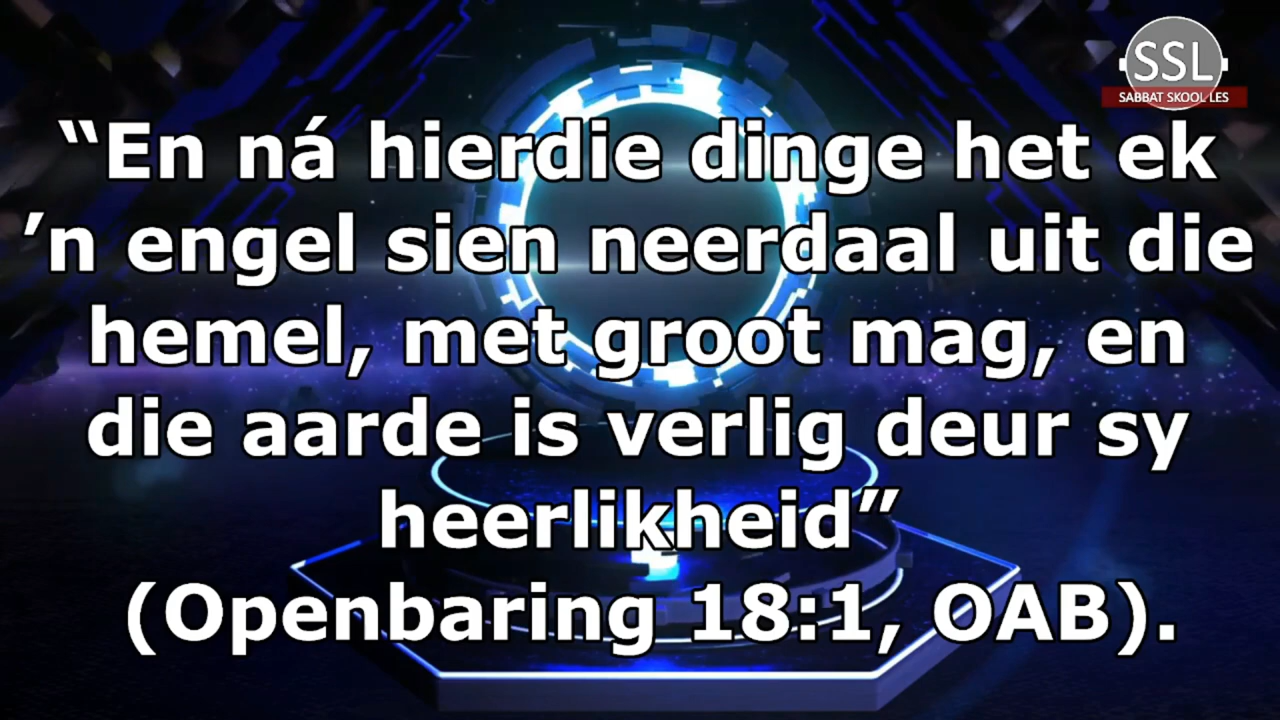 SSL
SABBAT SKOOL LES
“En ná hierdie dinge het ek
’n engel sien neerdaal uit die
hemel, met groot mag, en
die aarde is verlig deur sy
heerlikheid”
(Openbaring 18:1, OAB).